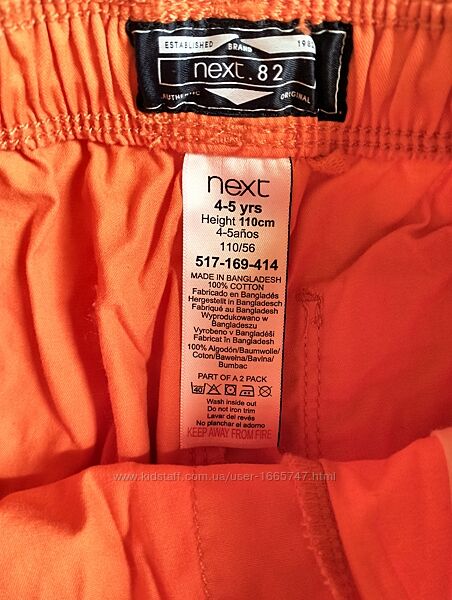 ESTABLISHED BRAND 1982
next.82
AUTHENTIC ORIGINAL
next
4-5 yrs
Height 110cm
4-5años
110/56
517-169-414
MADE IN BANGLADESH
100% COTTON
Fabricado en Bangladés
Hergestellt in Bangladesch
Fabriqué au Bangladesh
Wyprodukowano w
Bangladeszu
Vyrobeno v Bangladéši
Fabricat în Bangladesh
100% Algodón/Baumwolle/
Coton/Bawełna/Bavlna/
Bumbac
PART OF A 2 PACK
40
Wash inside out
Do not iron trim
Lavar del revés
No planchar el adorno
KEEP AWAY FROM FIRE
www.kidstaff.com.ua/user-1665747.html